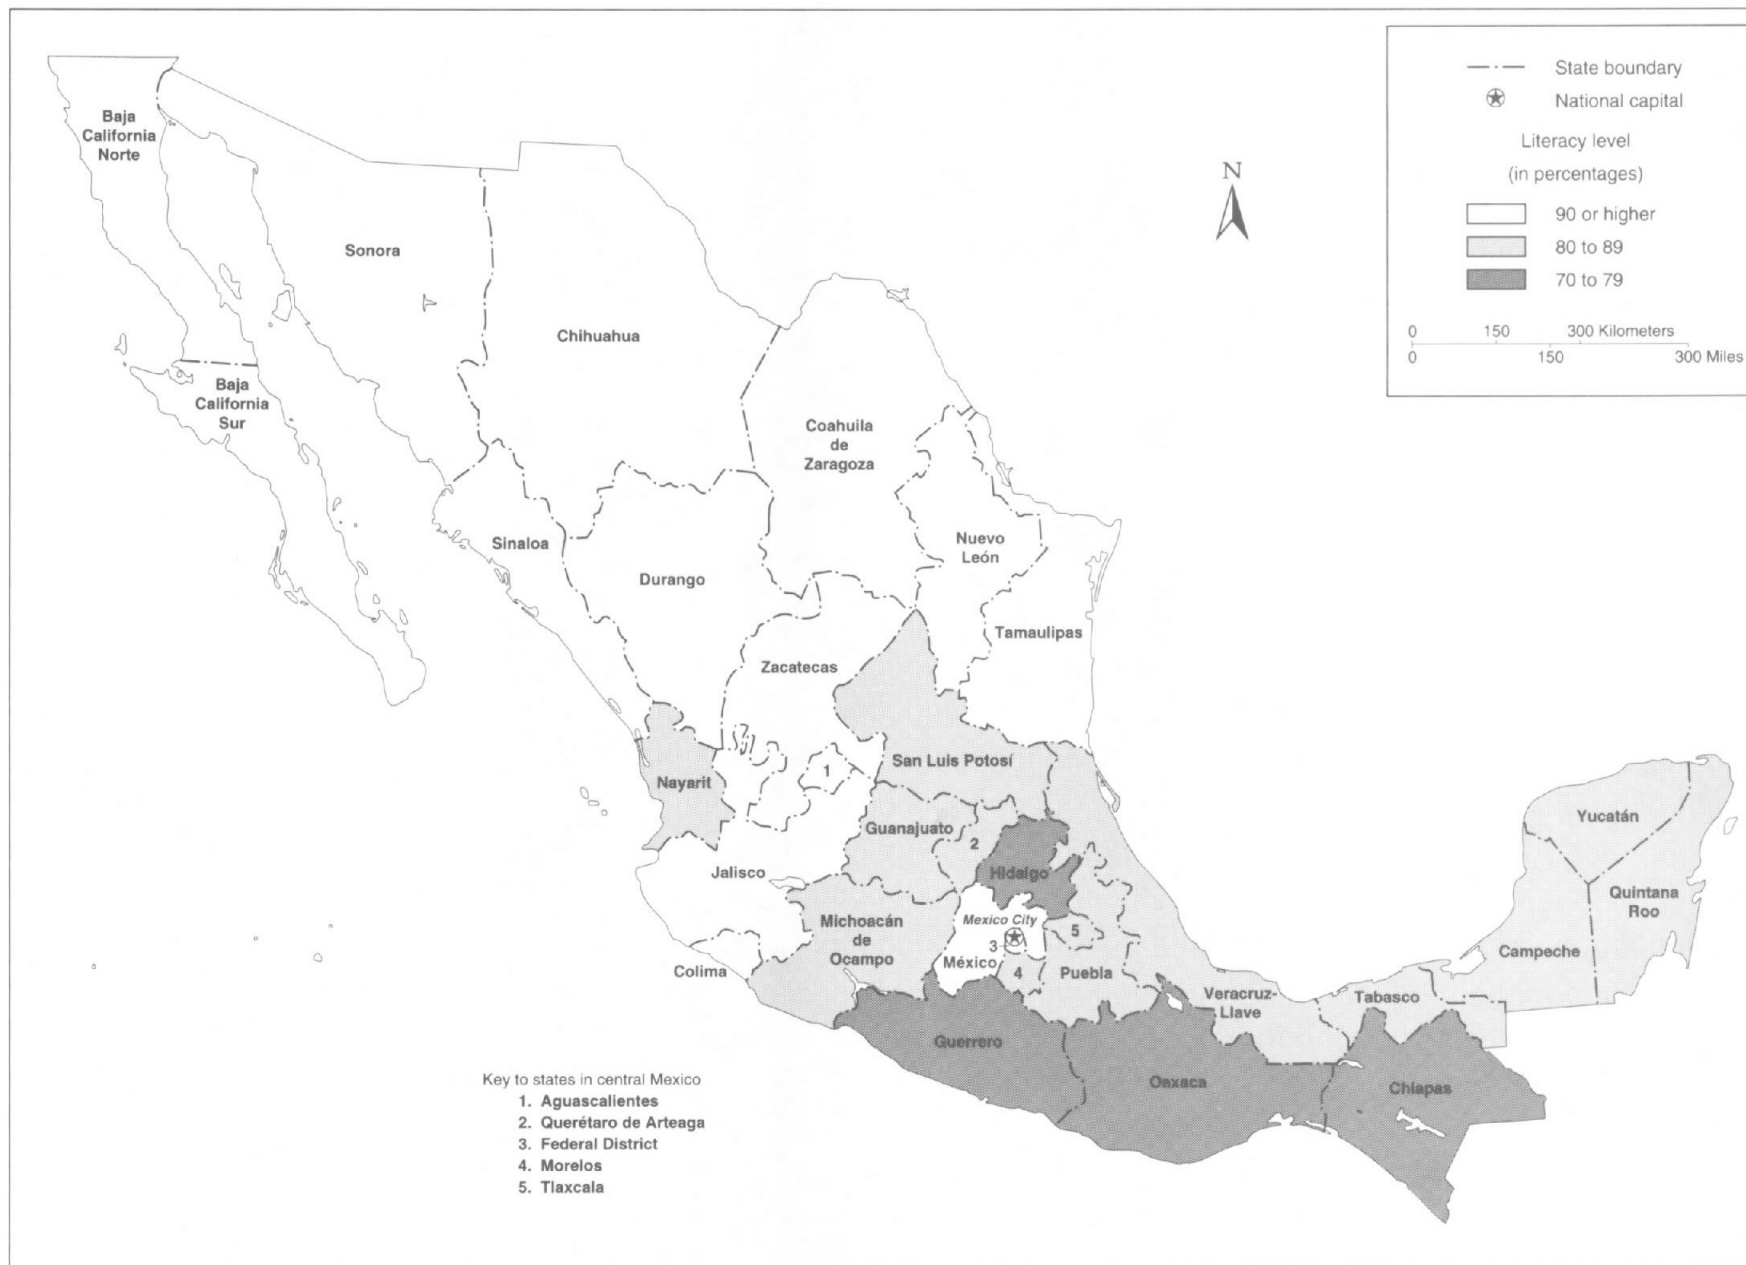 State boundary
National capital
Literacy level
(in percentages)
90 or higher
80 to 89
70 to 79
0 150 300 Kilometers
0 150 300 Miles
N
Baja
California
Norte
Sonora
Chihuahua
Baja
California
Sur
Coahuila
de
Zaragoza
Sinaloa
Durango
Nuevo
León
Tamaulipas
Zacatecas
San Luis Potosí
1
Nayarit
Guanajuato
2
Jalisco
Hidalgo
Michoacán
de
Ocampo
Mexico City
3
México
5
4
Puebla
Colima
Yucatán
Quintana
Roo
Campeche
Tabasco
Veracruz-
Llave
Guerrero
Oaxaca
Chiapas
Key to states in central Mexico
1. Aguascalientes
2. Querétaro de Arteaga
3. Federal District
4. Morelos
5. Tlaxcala